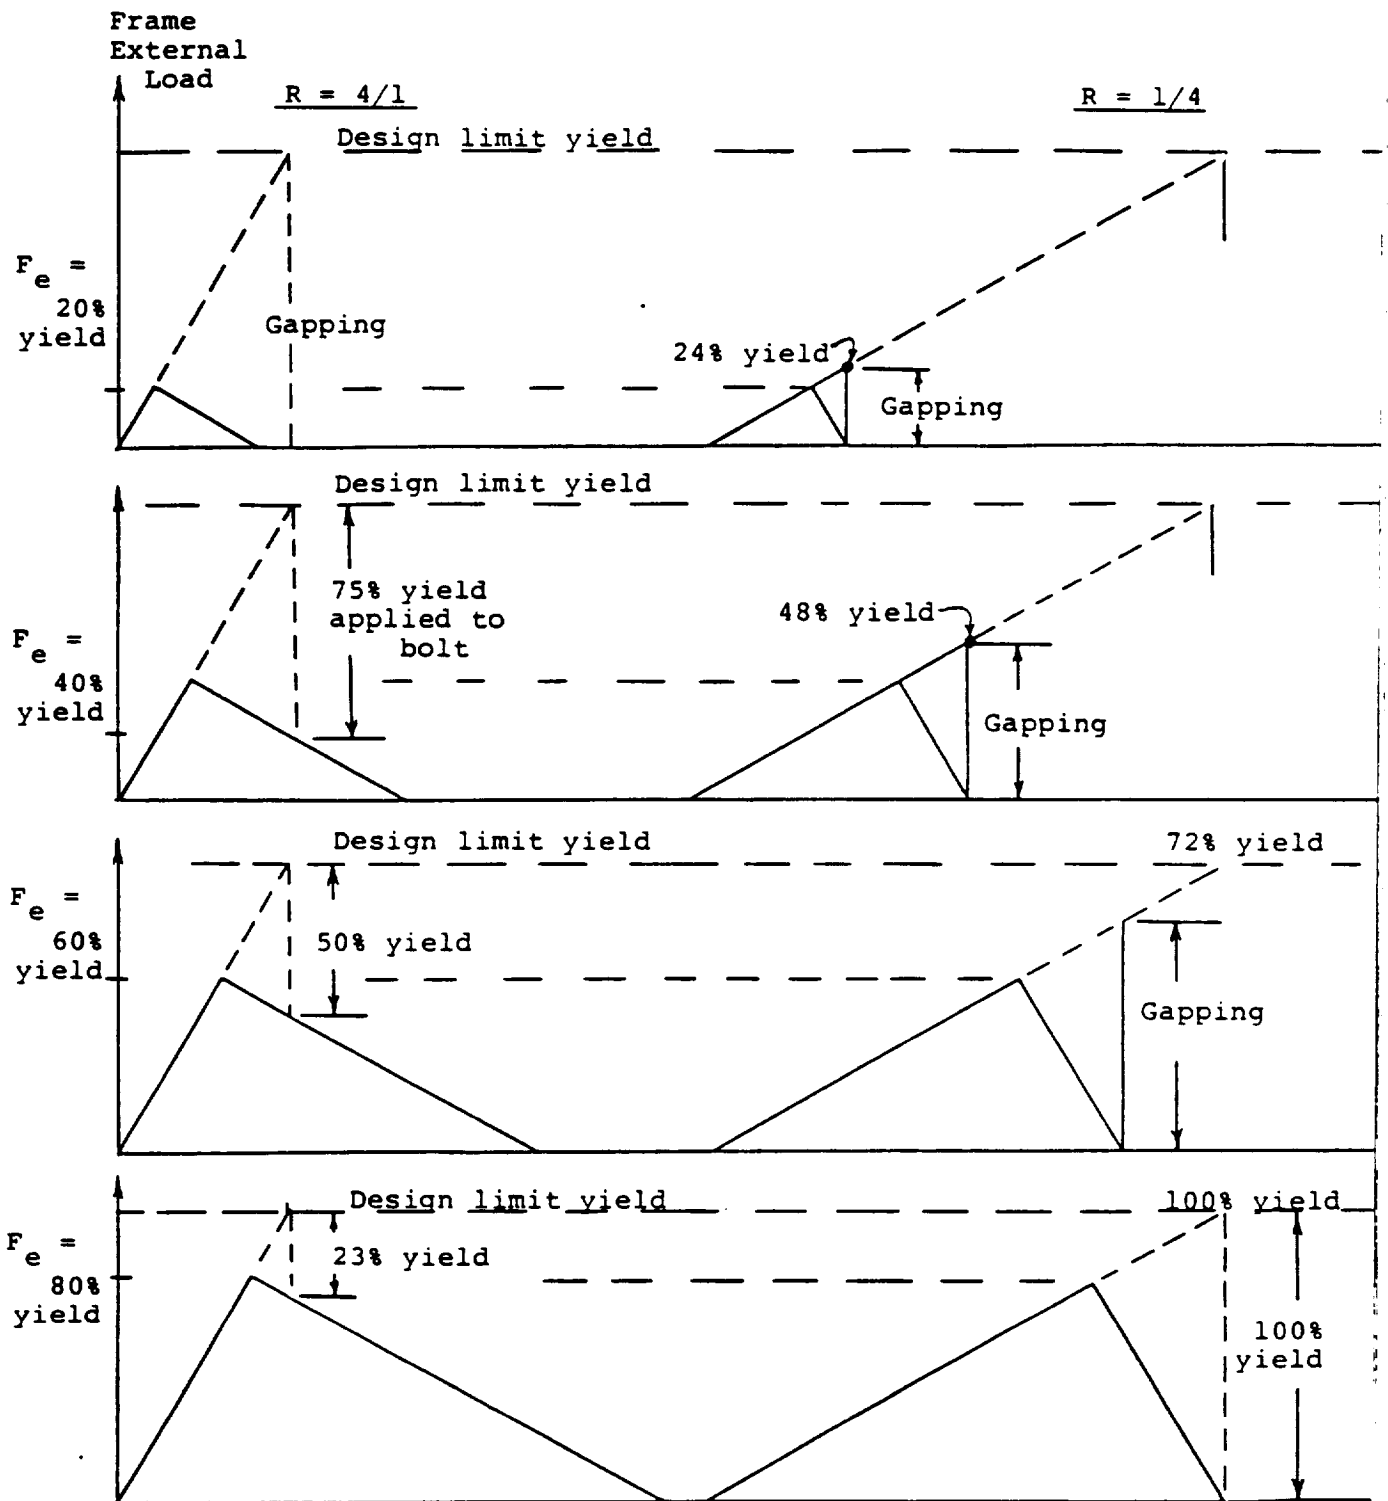 Frame
External
Load
R = 4/1
R = 1/4
Design limit yield
Fe =
20%
yield
Gapping
24% yield
Gapping
Design limit yield
75% yield
applied to
bolt
48% yield
Fe =
40%
yield
Gapping
Design limit yield
72% yield
Fe =
60%
yield
50% yield
Gapping
Design limit yield
100% yield
Fe =
80%
yield
23% yield
100%
yield